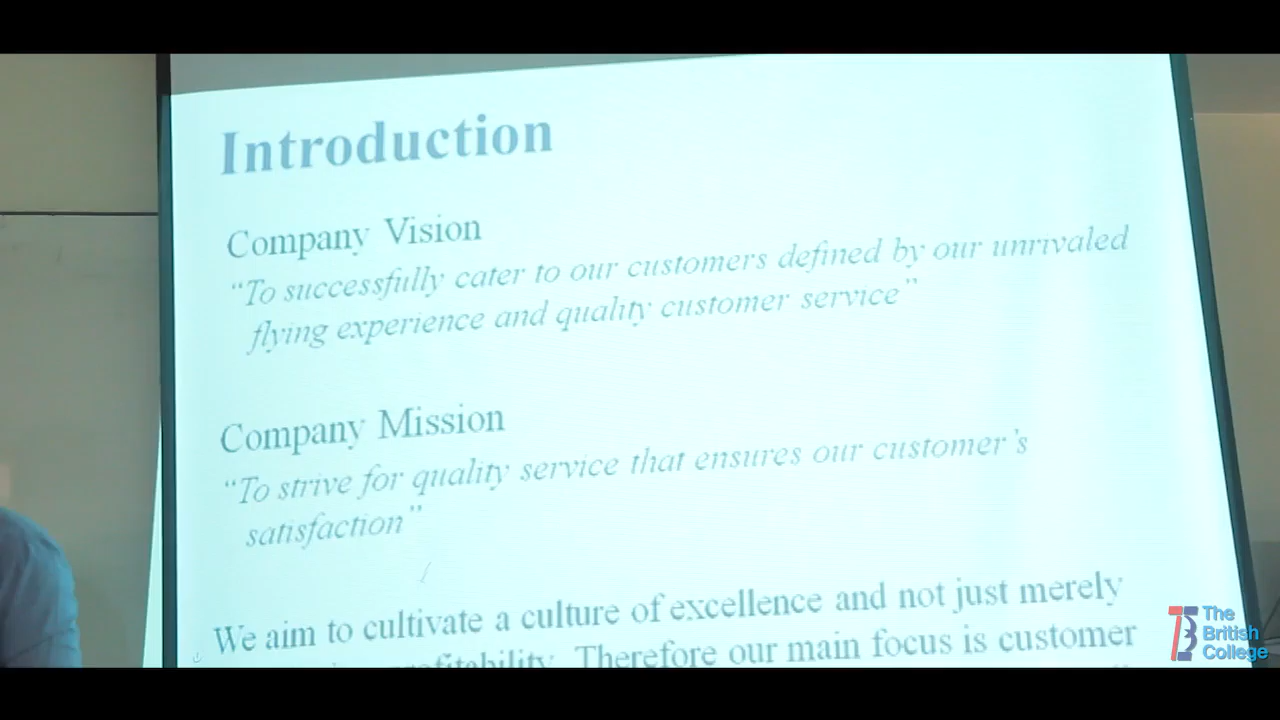 Introduction
Company Vision
“To successfully cater to our customers defined by our unrivaled
flying experience and quality customer service”
Company Mission
“To strive for quality service that ensures our customer’s
satisfaction”
We aim to cultivate a culture of excellence and not just merely
profitability. Therefore our main focus is customer
The
British
College